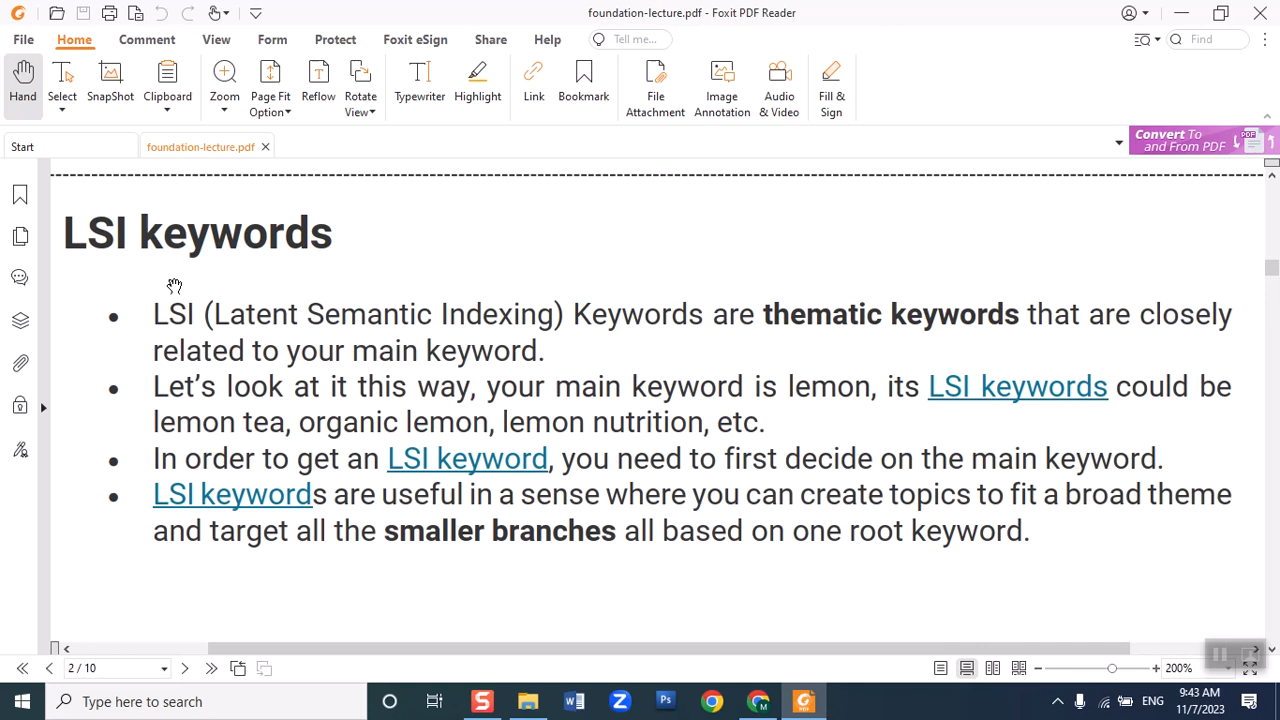 foundation-lecture.pdf - Foxit PDF Reader
File Home Comment View Form Protect Foxit eSign Share Help Tell me... Find
Hand Select SnapShot Clipboard Zoom Page Fit Option Reflow Rotate View Typewriter Highlight Link Bookmark File Attachment Image Annotation Audio & Video Fill & Sign
Start foundation-lecture.pdf Convert To and From PDF PDF
LSI keywords
• LSI (Latent Semantic Indexing) Keywords are thematic keywords that are closely
related to your main keyword.
• Let's look at it this way, your main keyword is lemon, its LSI keywords could be
lemon tea, organic lemon, lemon nutrition, etc.
• In order to get an LSI keyword, you need to first decide on the main keyword.
• LSI keywords are useful in a sense where you can create topics to fit a broad theme
and target all the smaller branches all based on one root keyword.
2 / 10 200%
Type here to search ENG 9:43 AM
11/7/2023